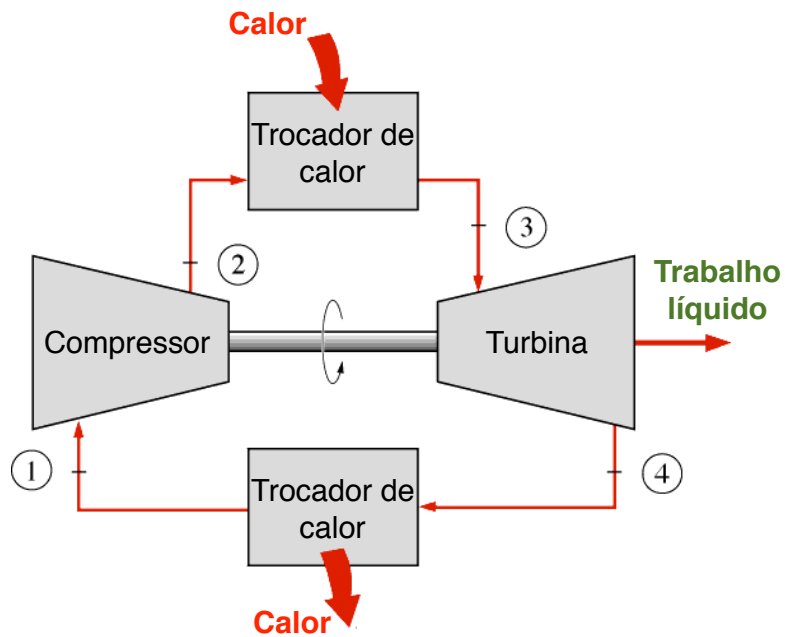 Calor
Trocador de
calor
2
3
Trabalho
líquido
Compressor
Turbina
1
Trocador de
calor
4
Calor